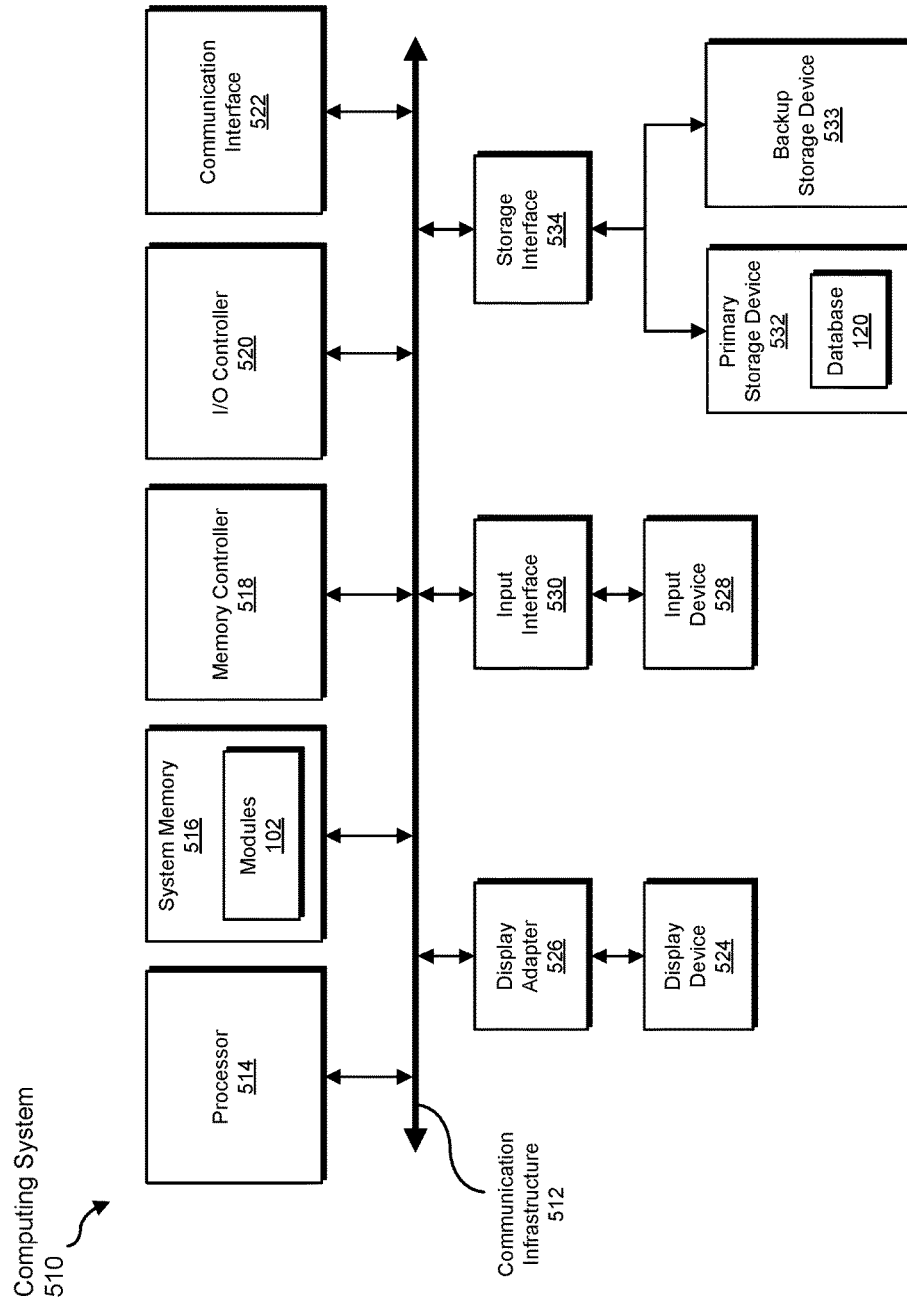 Computing System
510
Processor
514
System Memory
516
Modules
102
Memory Controller
518
I/O Controller
520
Communication
Interface
522
Communication
Infrastructure
512
Display
Adapter
526
Input
Interface
530
Storage
Interface
534
Display
Device
524
Input
Device
528
Primary
Storage Device
532
Database
120
Backup
Storage Device
533